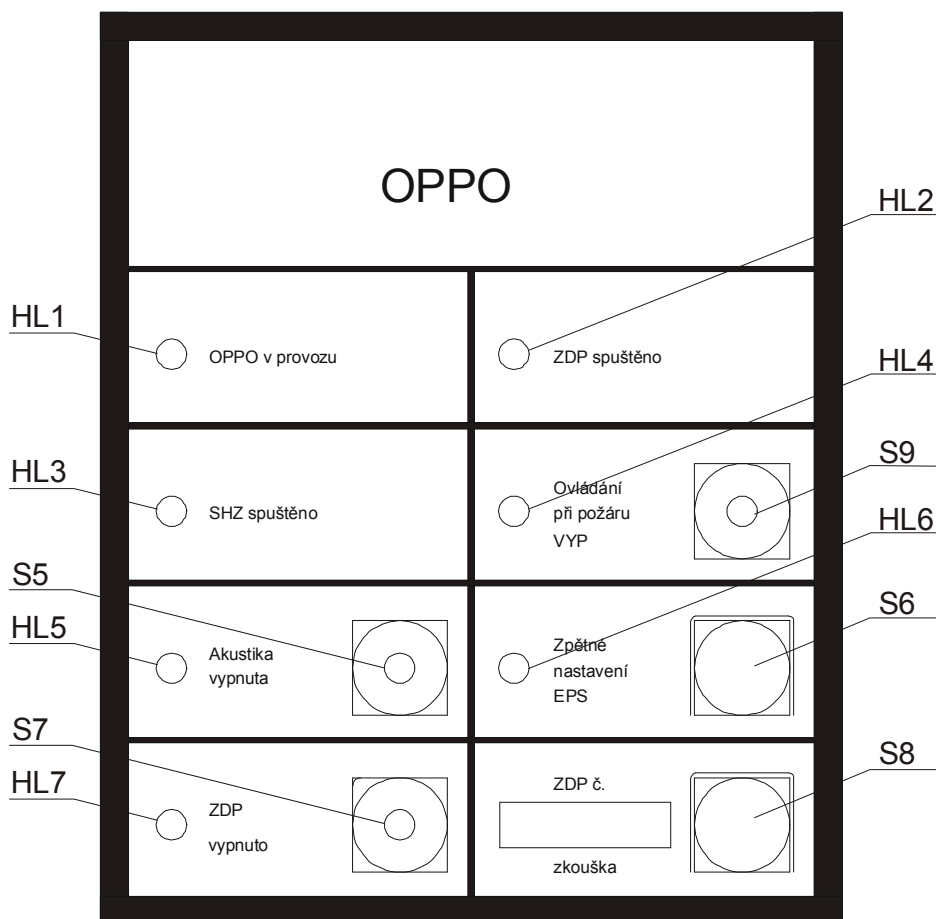 OPPO
HL2
HL1
OPPO v provozu
ZDP spuštěno
HL4
HL3
SHZ spuštěno
Ovládání
při požáru
VYP
S9
HL6
S5
HL5
Akustika
vypnuta
Zpětné
nastavení
EPS
S6
S7
HL7
ZDP
vypnuto
ZDP č.
zkouška
S8